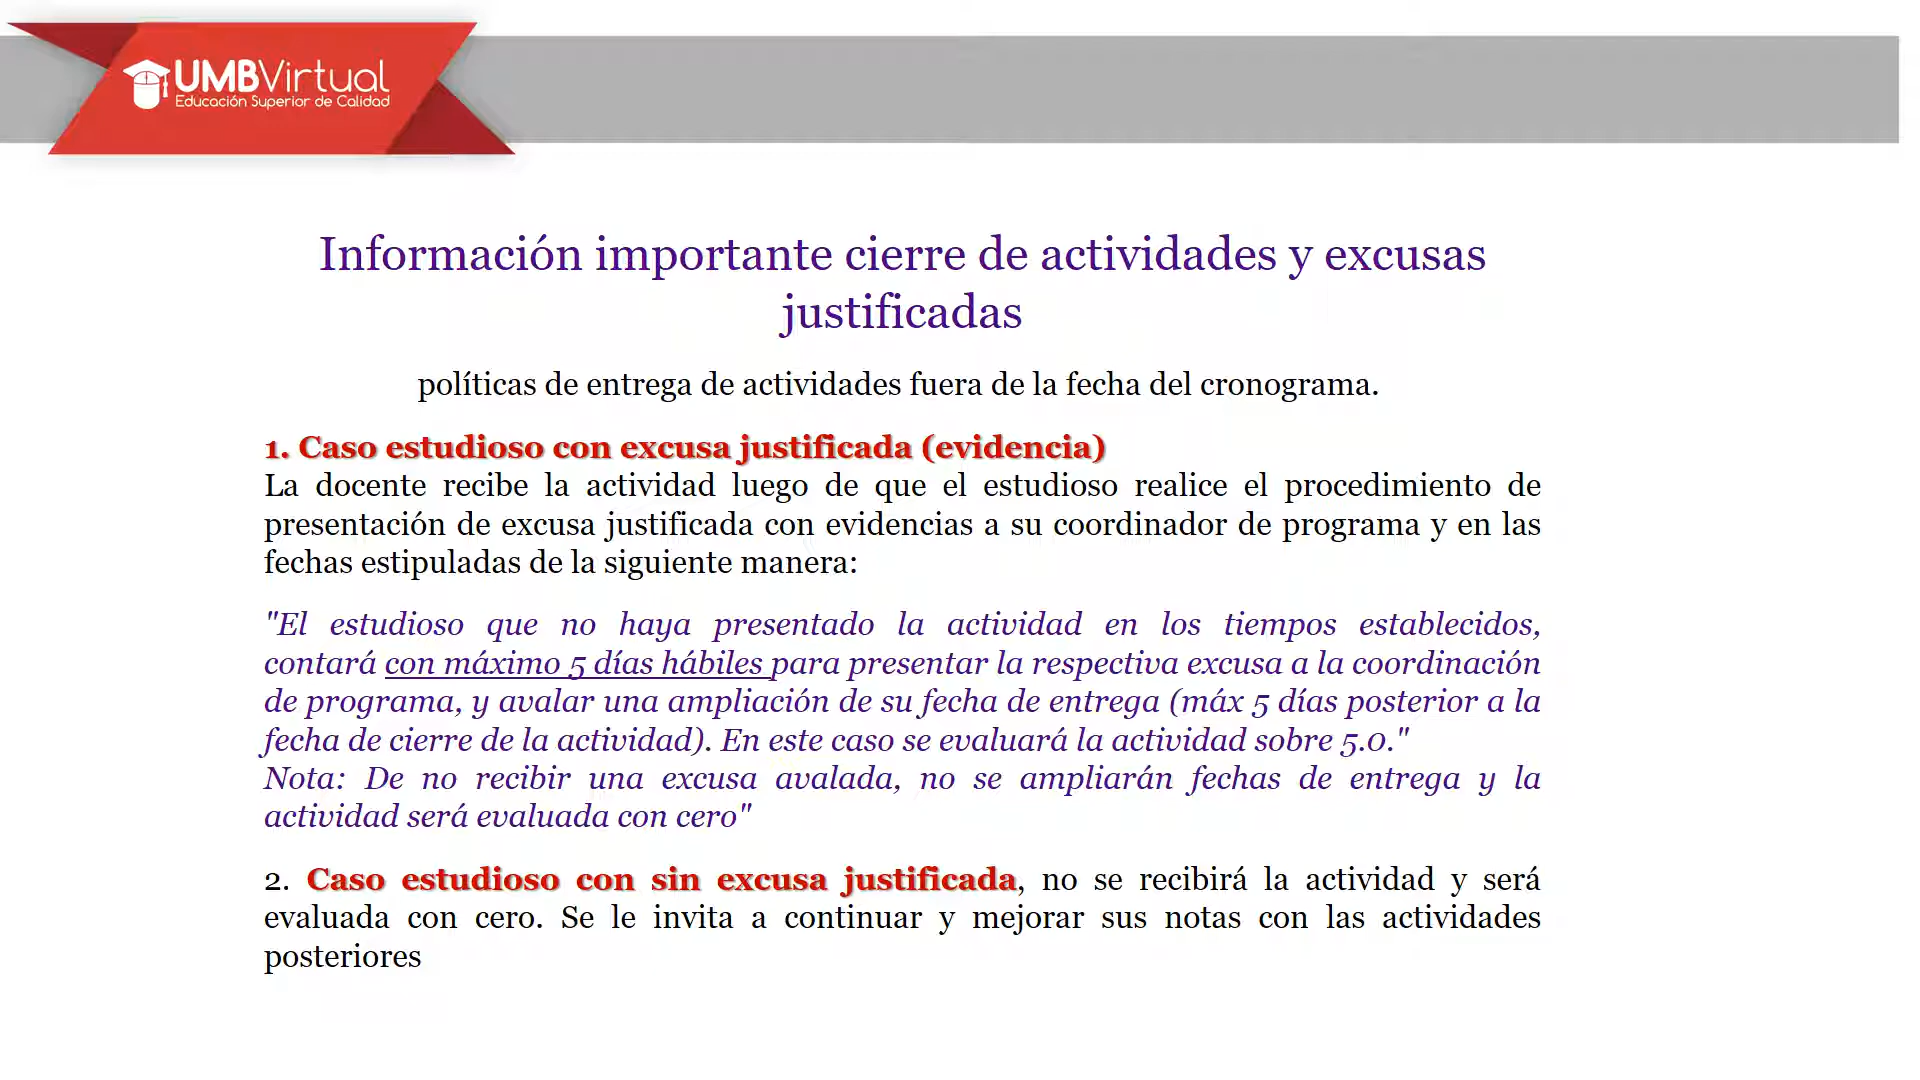 UMBVirtual
Educación Superior de Calidad
Información importante cierre de actividades y excusas
justificadas
políticas de entrega de actividades fuera de la fecha del cronograma.
1. Caso estudioso con excusa justificada (evidencia)
La docente recibe la actividad luego de que el estudioso realice el procedimiento de
presentación de excusa justificada con evidencias a su coordinador de programa y en las
fechas estipuladas de la siguiente manera:
"El estudioso que no haya presentado la actividad en los tiempos establecidos,
contará con máximo 5 días hábiles para presentar la respectiva excusa a la coordinación
de programa, y avalar una ampliación de su fecha de entrega (máx 5 días posterior a la
fecha de cierre de la actividad). En este caso se evaluará la actividad sobre 5.0."
Nota: De no recibir una excusa avalada, no se ampliarán fechas de entrega y la
actividad será evaluada con cero"
2. Caso estudioso con sin excusa justificada, no se recibirá la actividad y será
evaluada con cero. Se le invita a continuar y mejorar sus notas con las actividades
posteriores